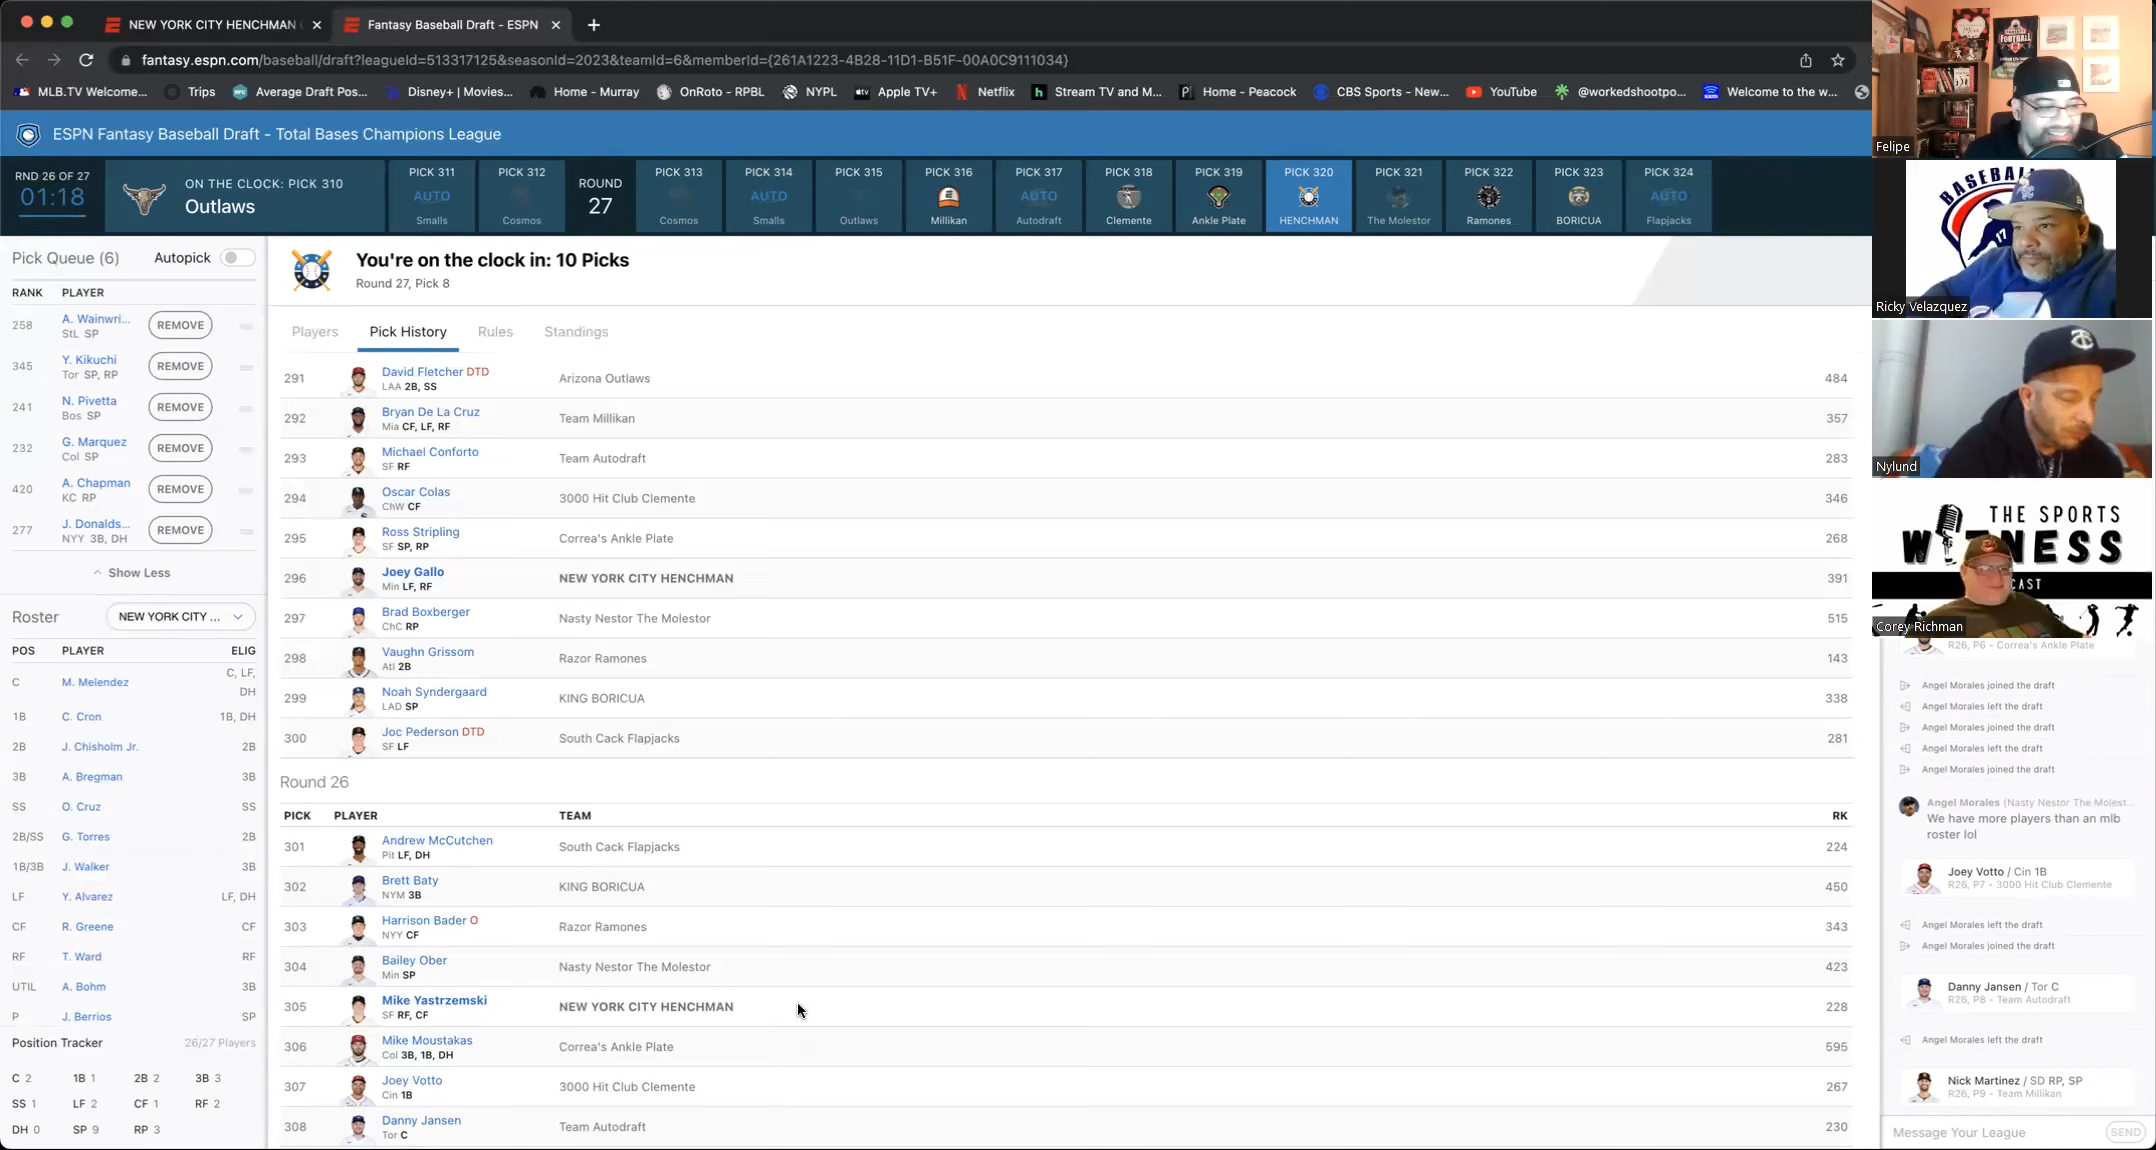 NEW YORK CITY HENCHMAN
Fantasy Baseball Draft - ESPN
fantasy.espn.com/baseball/draft?leagueId=513317125&seasonId=2023&teamId=6&memberId={261A1223-4B28-11D1-B51F-00A0C9111034}
MLB.TV Welcome... Trips Average Draft Pos... Disney+ | Movies... Home - Murray OnRoto - RPBL NYPL Apple TV+ Netflix Stream TV and M... Home - Peacock CBS Sports - New... YouTube @workedshootpo... Welcome to the w...
ESPN Fantasy Baseball Draft - Total Bases Champions League
RND 26 OF 27
01:18
ON THE CLOCK: PICK 310
Outlaws
PICK 311
AUTO
Smalls
PICK 312
Cosmos
ROUND
27
PICK 313
Cosmos
PICK 314
AUTO
Smalls
PICK 315
Outlaws
PICK 316
Millikan
PICK 317
AUTO
Autodraft
PICK 318
Clemente
PICK 319
Ankle Plate
PICK 320
HENCHMAN
PICK 321
The Molestor
PICK 322
Ramones
PICK 323
BORICUA
PICK 324
AUTO
Flapjacks
Pick Queue (6) Autopick
RANK PLAYER
258 A. Wainwri... REMOVE
StL SP
345 Y. Kikuchi REMOVE
Tor SP, RP
241 N. Pivetta REMOVE
Bos SP
232 G. Marquez REMOVE
Col SP
420 A. Chapman REMOVE
KC RP
277 J. Donalds... REMOVE
NYY 3B, DH
Show Less
Roster NEW YORK CITY ...
POS PLAYER ELIG
C M. Melendez C, LF,
DH
1B C. Cron 1B, DH
2B J. Chisholm Jr. 2B
3B A. Bregman 3B
SS O. Cruz SS
2B/SS G. Torres 2B
1B/3B J. Walker 3B
LF Y. Alvarez LF, DH
CF R. Greene CF
RF T. Ward RF
UTIL A. Bohm 3B
P J. Berrios SP
Position Tracker 26/27 Players
C 2 1B 1 2B 2 3B 3
SS 1 LF 2 CF 1 RF 2
DH 0 SP 9 RP 3
You're on the clock in: 10 Picks
Round 27, Pick 8
Players Pick History Rules Standings
291 David Fletcher DTD Arizona Outlaws 484
LAA 2B, SS
292 Bryan De La Cruz Team Millikan 357
Mia CF, LF, RF
293 Michael Conforto Team Autodraft 283
SF RF
294 Oscar Colas 3000 Hit Club Clemente 346
ChW CF
295 Ross Stripling Correa's Ankle Plate 268
SF SP, RP
296 Joey Gallo NEW YORK CITY HENCHMAN 391
Min LF, RF
297 Brad Boxberger Nasty Nestor The Molestor 515
ChC RP
298 Vaughn Grissom Razor Ramones 143
Atl 2B
299 Noah Syndergaard KING BORICUA 338
LAD SP
300 Joc Pederson DTD South Cack Flapjacks 281
SF LF
Round 26
PICK PLAYER TEAM RK
301 Andrew McCutchen South Cack Flapjacks 224
Pit LF, DH
302 Brett Baty KING BORICUA 450
NYM 3B
303 Harrison Bader O Razor Ramones 343
NYY CF
304 Bailey Ober Nasty Nestor The Molestor 423
Min SP
305 Mike Yastrzemski NEW YORK CITY HENCHMAN 228
SF RF, CF
306 Mike Moustakas Correa's Ankle Plate 595
Col 3B, 1B, DH
307 Joey Votto 3000 Hit Club Clemente 267
Cin 1B
308 Danny Jansen Team Autodraft 230
Tor C
Felipe
BASEBALL
17
Ricky Velazquez
Nylund
THE SPORTS
WITNESS
Corey Richman
R26, P6 - Correa's Ankle Plate
Angel Morales joined the draft
Angel Morales left the draft
Angel Morales joined the draft
Angel Morales left the draft
Angel Morales joined the draft
Angel Morales (Nasty Nestor The Molest...
We have more players than an mlb
roster lol
Joey Votto / Cin 1B
R26, P7 - 3000 Hit Club Clemente
Angel Morales left the draft
Angel Morales joined the draft
Danny Jansen / Tor C
R26, P8 - Team Autodraft
Angel Morales left the draft
Nick Martinez / SD RP, SP
R26, P9 - Team Millikan
Message Your League SEND